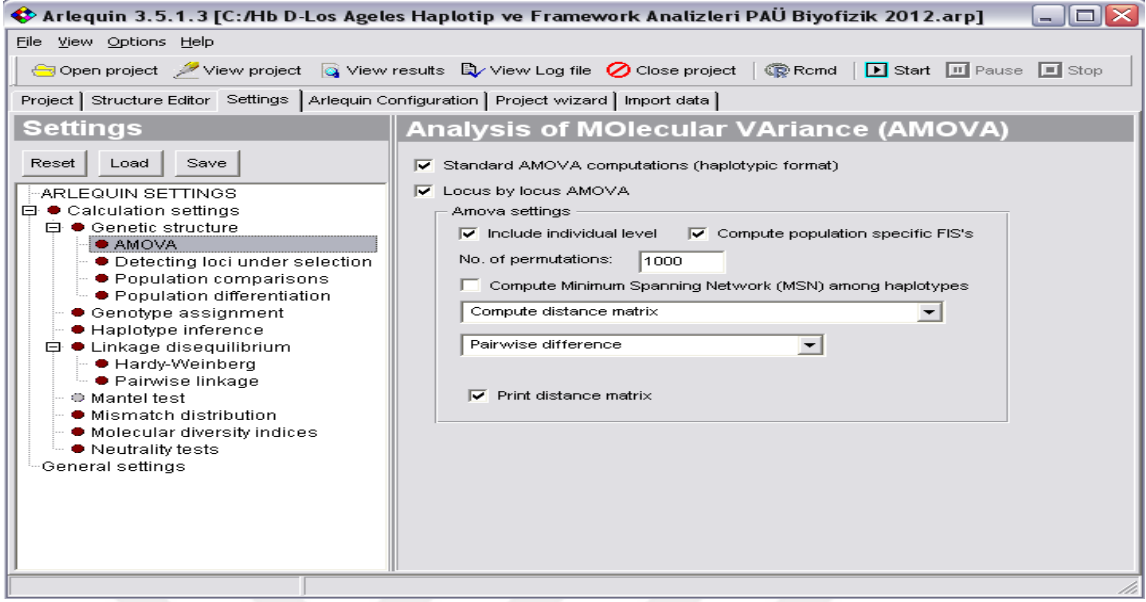 Arlequin 3.5.1.3 [C:/Hb D-Los Ageles Haplotip ve Framework Analizleri PAÜ Biyofizik 2012.arp]
File View Options Help
Open project View project View results View Log file Close project Rcmd Start Pause Stop
Project Structure Editor Settings Arlequin Configuration Project wizard Import data
Settings
Reset Load Save
ARLEQUIN SETTINGS
Calculation settings
Genetic structure
AMOVA
Detecting loci under selection
Population comparisons
Population differentiation
Genotype assignment
Haplotype inference
Linkage disequilibrium
Hardy-Weinberg
Pairwise linkage
Mantel test
Mismatch distribution
Molecular diversity indices
Neutrality tests
General settings
Analysis of MOlecular VAriance (AMOVA)
Standard AMOVA computations (haplotypic format)
Locus by locus AMOVA
Amova settings
Include individual level Compute population specific FIS's
No. of permutations: 1000
Compute Minimum Spanning Network (MSN) among haplotypes
Compute distance matrix
Pairwise difference
Print distance matrix